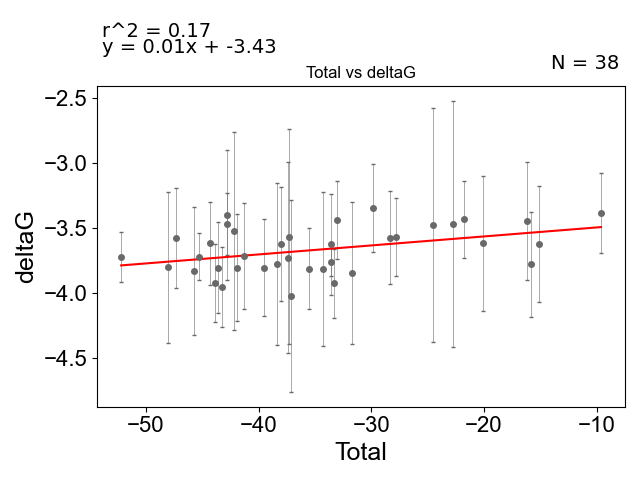 r^2 = 0.17
y = 0.01x + -3.43
N = 38
Total vs deltaG
−2.5
−3.0
−3.5
−4.0
−4.5
deltaG
−50
−40
−30
−20
−10
Total